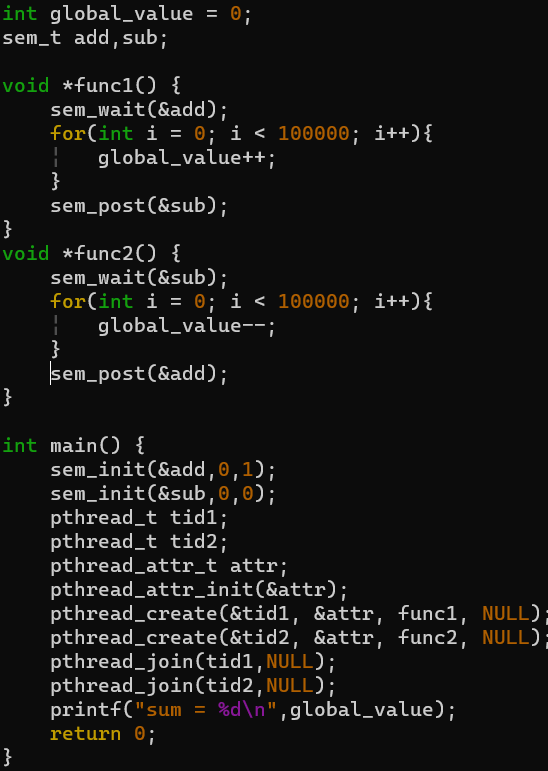 int global_value = 0;
sem_t add,sub;

void *func1() {
    sem_wait(&add);
    for(int i = 0; i < 100000; i++){
    ¦   global_value++;
    }
    sem_post(&sub);
}
void *func2() {
    sem_wait(&sub);
    for(int i = 0; i < 100000; i++){
    ¦   global_value--;
    }
    sem_post(&add);
}

int main() {
    sem_init(&add,0,1);
    sem_init(&sub,0,0);
    pthread_t tid1;
    pthread_t tid2;
    pthread_attr_t attr;
    pthread_attr_init(&attr);
    pthread_create(&tid1, &attr, func1, NULL);
    pthread_create(&tid2, &attr, func2, NULL);
    pthread_join(tid1,NULL);
    pthread_join(tid2,NULL);
    printf("sum = %d\n",global_value);
    return 0;
}